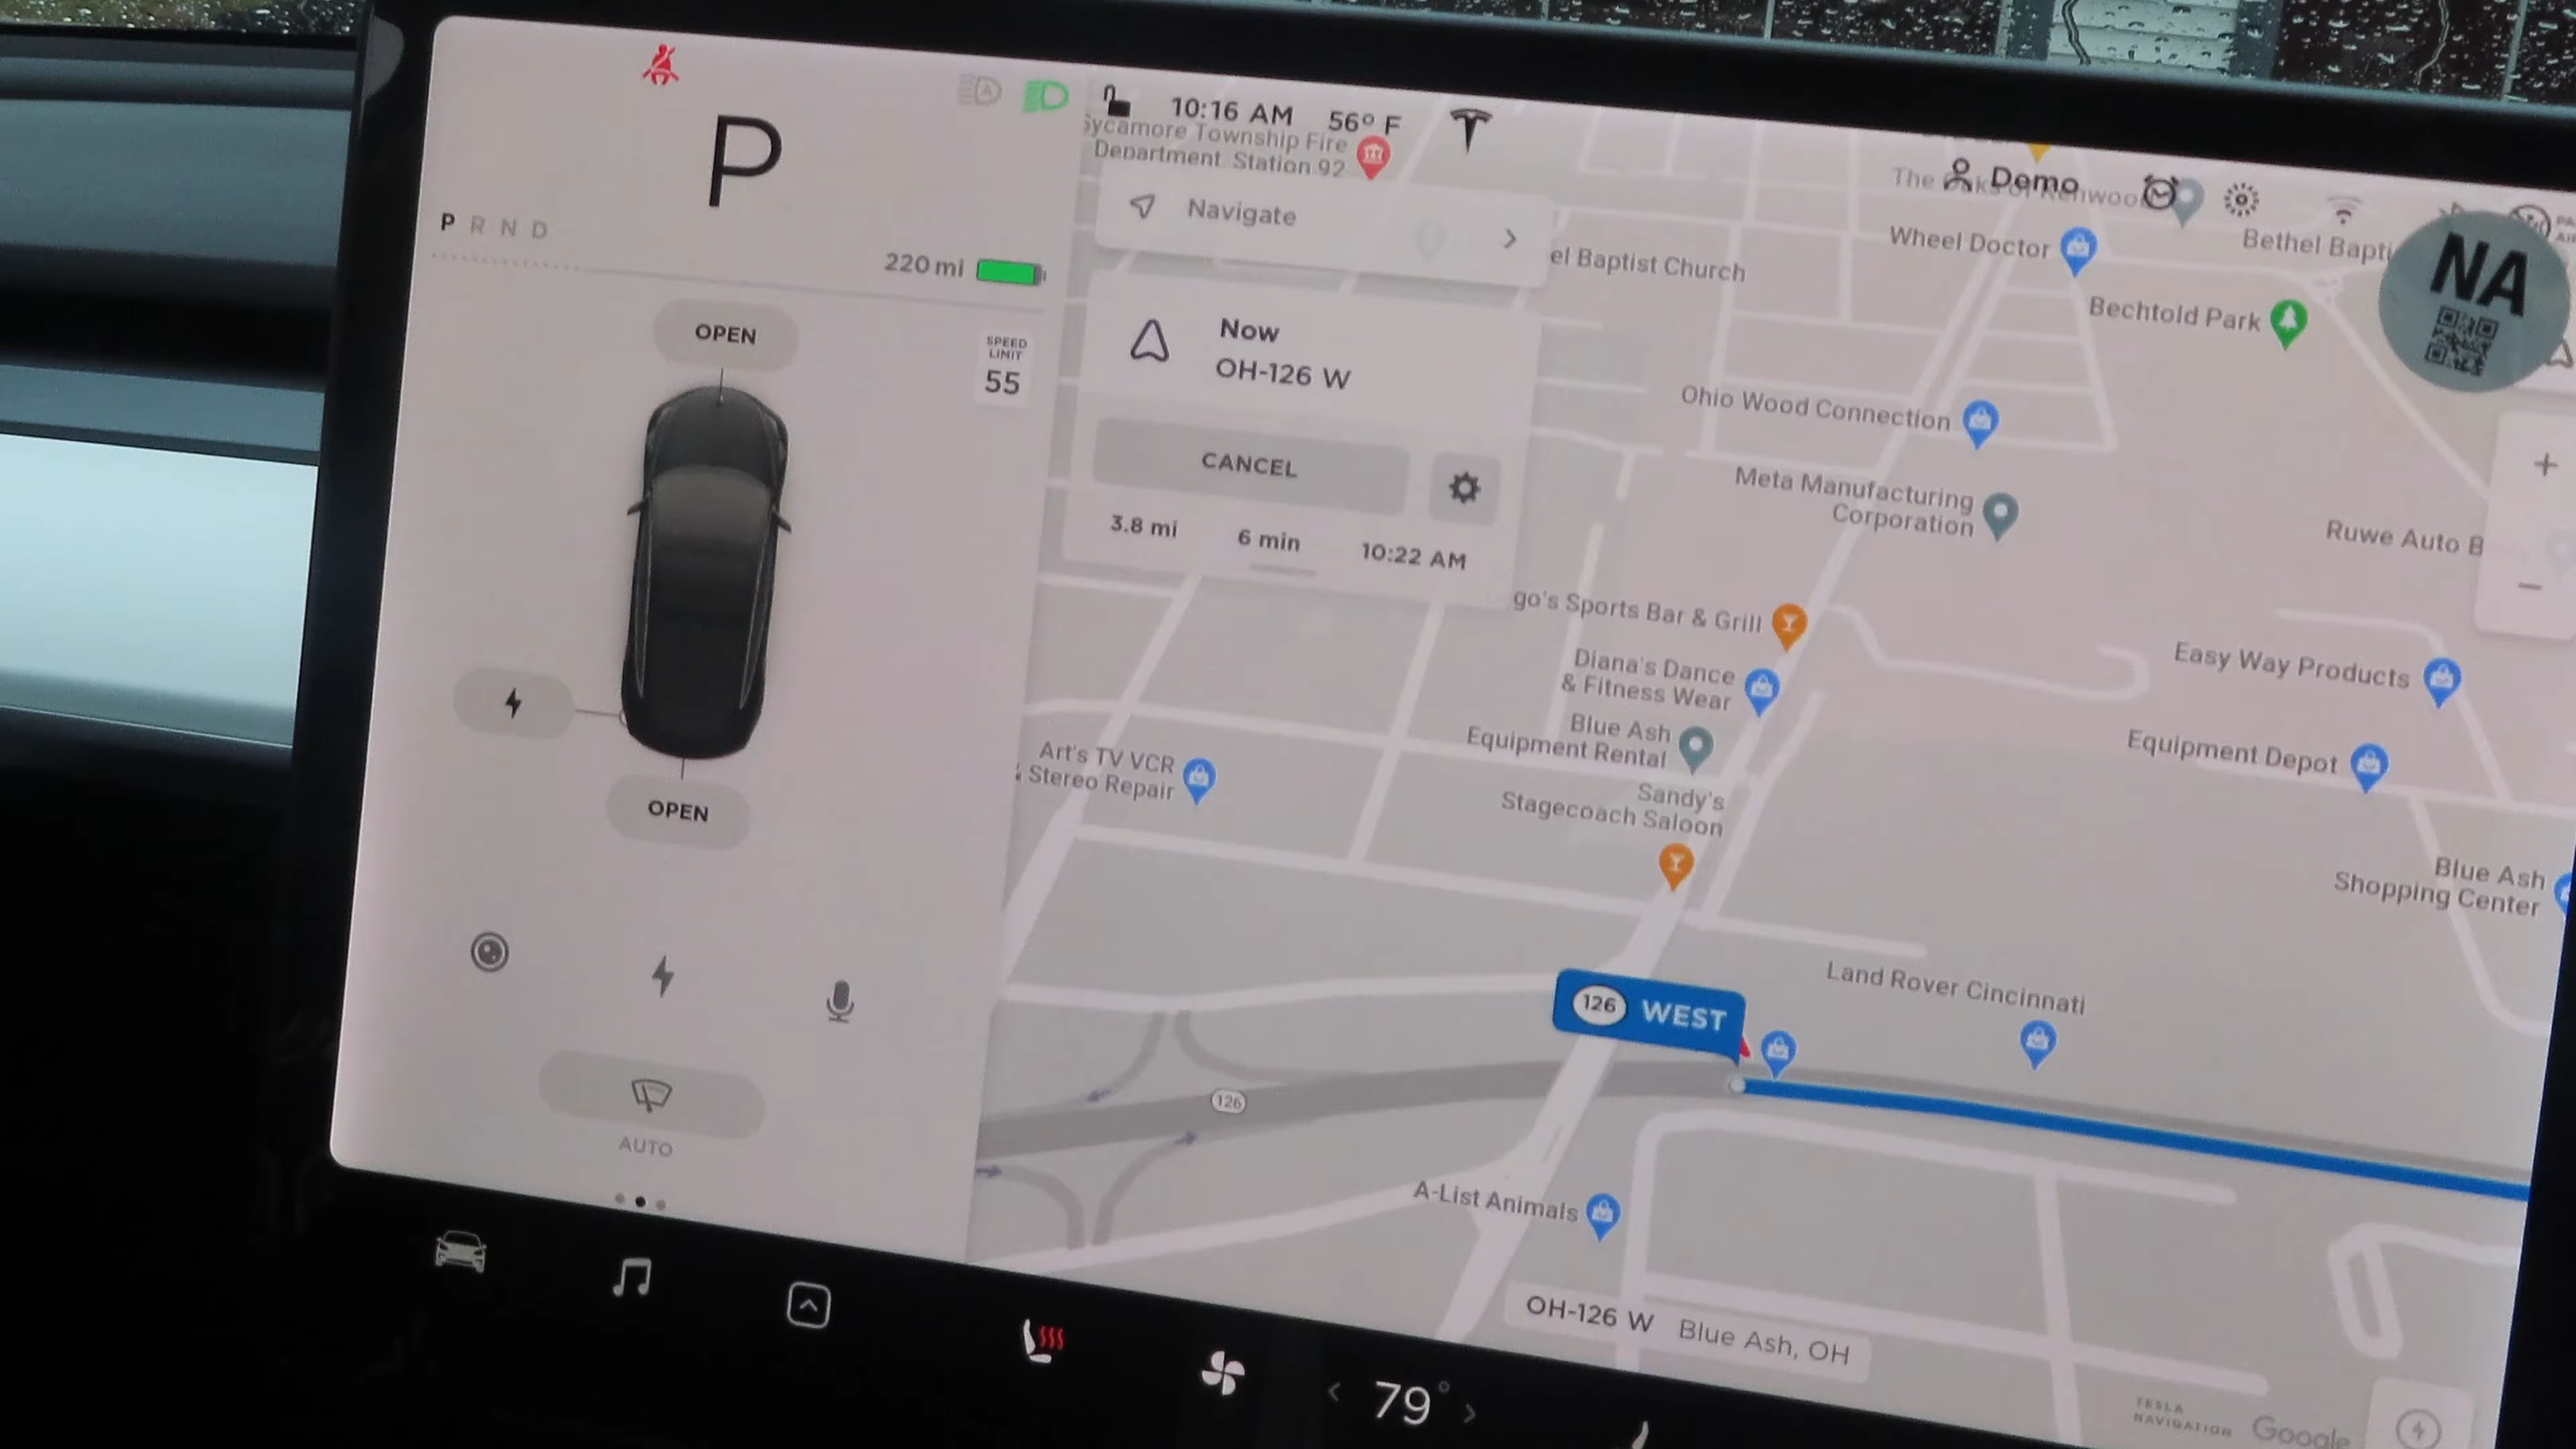 P
P R N D
220 mi
OPEN
SPEED
LIMIT
55
OPEN
AUTO
10:16 AM 56° F
Sycamore Township Fire
Department. Station 92
Demo
Navigate
Now
OH-126 W
CANCEL
3.8 mi 6 min 10:22 AM
el Baptist Church
Wheel Doctor
Bethel Bapti
NA
Bechtold Park
Ohio Wood Connection
Meta Manufacturing
Corporation
Ruwe Auto B
go's Sports Bar & Grill
Diana's Dance
& Fitness Wear
Easy Way Products
Blue Ash
Equipment Rental
Equipment Depot
Art's TV VCR
& Stereo Repair
Sandy's
Stagecoach Saloon
Blue Ash
Shopping Center
Land Rover Cincinnati
126 WEST
126
A-List Animals
OH-126 W Blue Ash, OH
79°
TESLA
NAVIGATION
Google